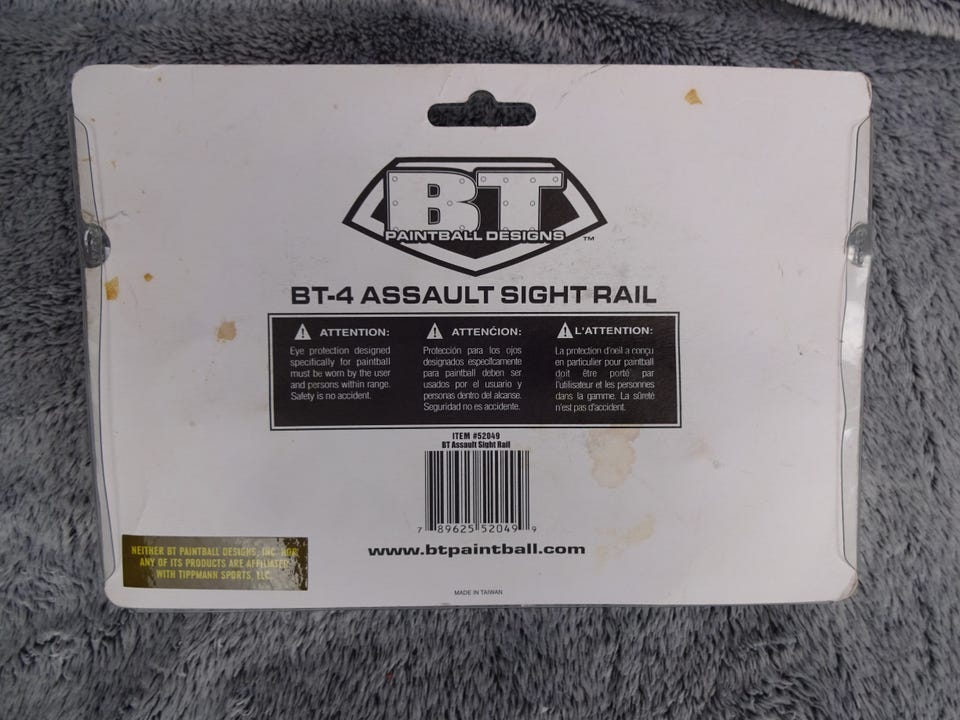 BT
PAINTBALL DESIGNS ™
BT-4 ASSAULT SIGHT RAIL
ATTENTION:
Eye protection designed
specifically for paintball
must be worn by the user
and persons within range.
Safety is no accident.
ATTENĆION:
Protección para los ojos
designados específicamente
para paintball deben ser
usados por el usuario y
personas dentro del alcanse.
Seguridad no es accidente.
L'ATTENTION:
La protection d'oeil a conçu
en particulier pour paintball
doit être porté par
l'utilisateur et les personnes
dans la gamme. La sûreté
n'est pas d'accident.
ITEM #52049
BT Assault Sight Rail
7 89625 52049 9
www.btpaintball.com
NEITHER BT PAINTBALL DESIGNS, INC. NOR
ANY OF ITS PRODUCTS ARE AFFILIATED
WITH TIPPMANN SPORTS, LLC.
MADE IN TAIWAN